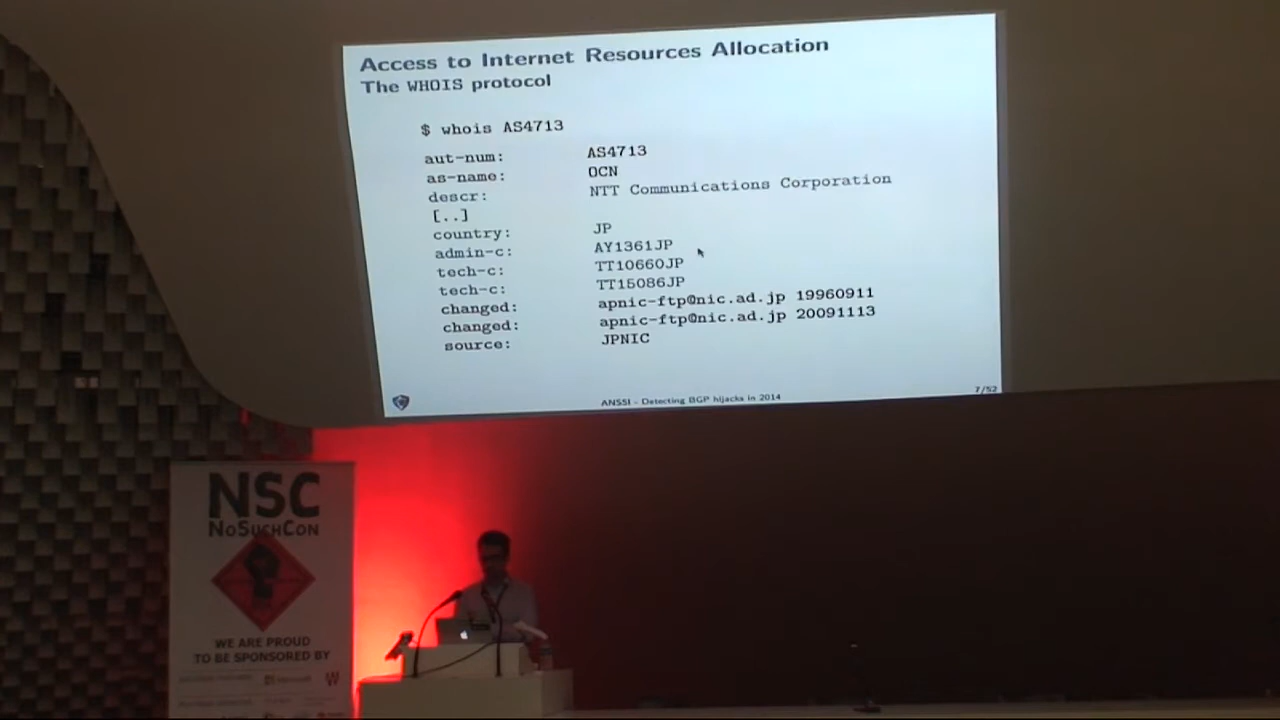 Access to Internet Resources Allocation
The WHOIS protocol
$ whois AS4713
aut-num: AS4713
as-name: OCN
descr: NTT Communications Corporation
[..]
country: JP
admin-c: AY1361JP
tech-c: TT10660JP
tech-c: TT15086JP
changed: apnic-ftp@nic.ad.jp 19960911
changed: apnic-ftp@nic.ad.jp 20091113
source: JPNIC
ANSSI - Detecting BGP hijacks in 2014
7/52
NSC
NoSuchCon
WE ARE PROUD
TO BE SPONSORED BY